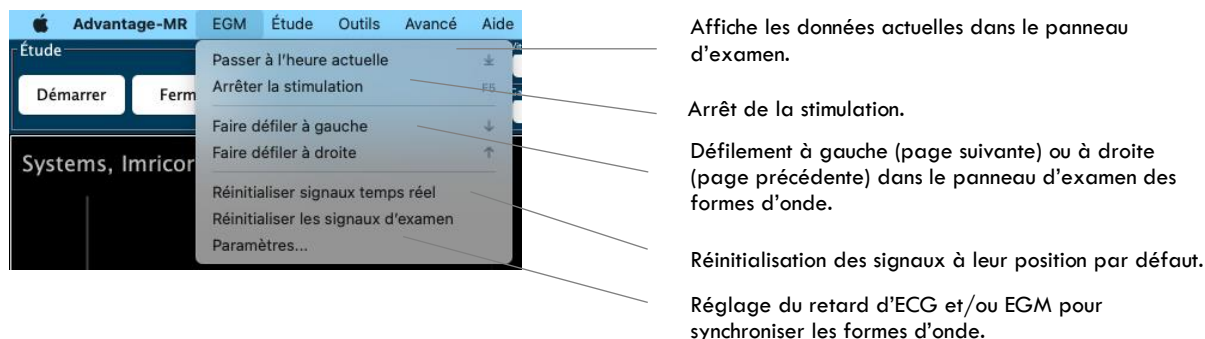 Advantage-MR EGM Étude Outils Avancé Aide
Étude
Démarrer Ferm
Passer à l'heure actuelle
Arrêter la stimulation F5
Faire défiler à gauche ↓
Faire défiler à droite ↑
Systems, Imricor
Réinitialiser signaux temps réel
Réinitialiser les signaux d'examen
Paramètres...
Affiche les données actuelles dans le panneau
d'examen.
Arrêt de la stimulation.
Défilement à gauche (page suivante) ou à droite
(page précédente) dans le panneau d'examen des
formes d'onde.
Réinitialisation des signaux à leur position par défaut.
Réglage du retard d'ECG et/ou EGM pour
synchroniser les formes d'onde.